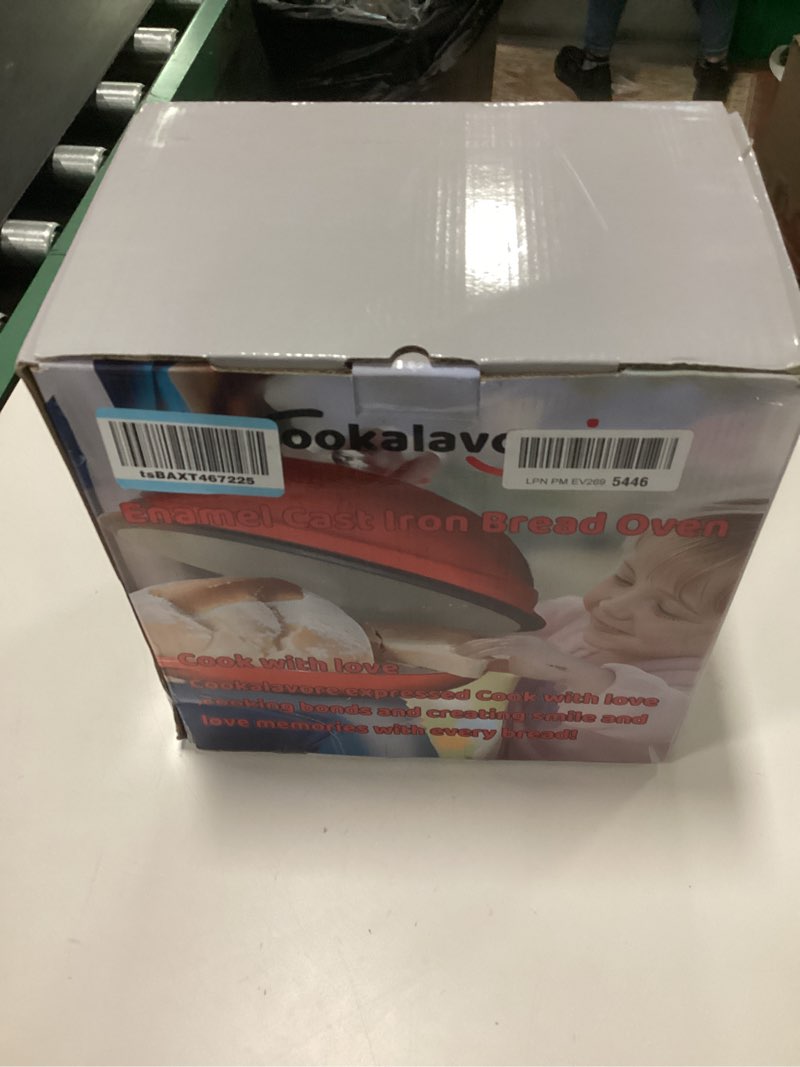 ookalavo
tsBAXT467225
LPN PM EV269 5446
Enamel Cast Iron Bread Oven
Cook with love
Cookalavore expressed Cook with love
cooking bonds and creating smile and
love memories with every bread!